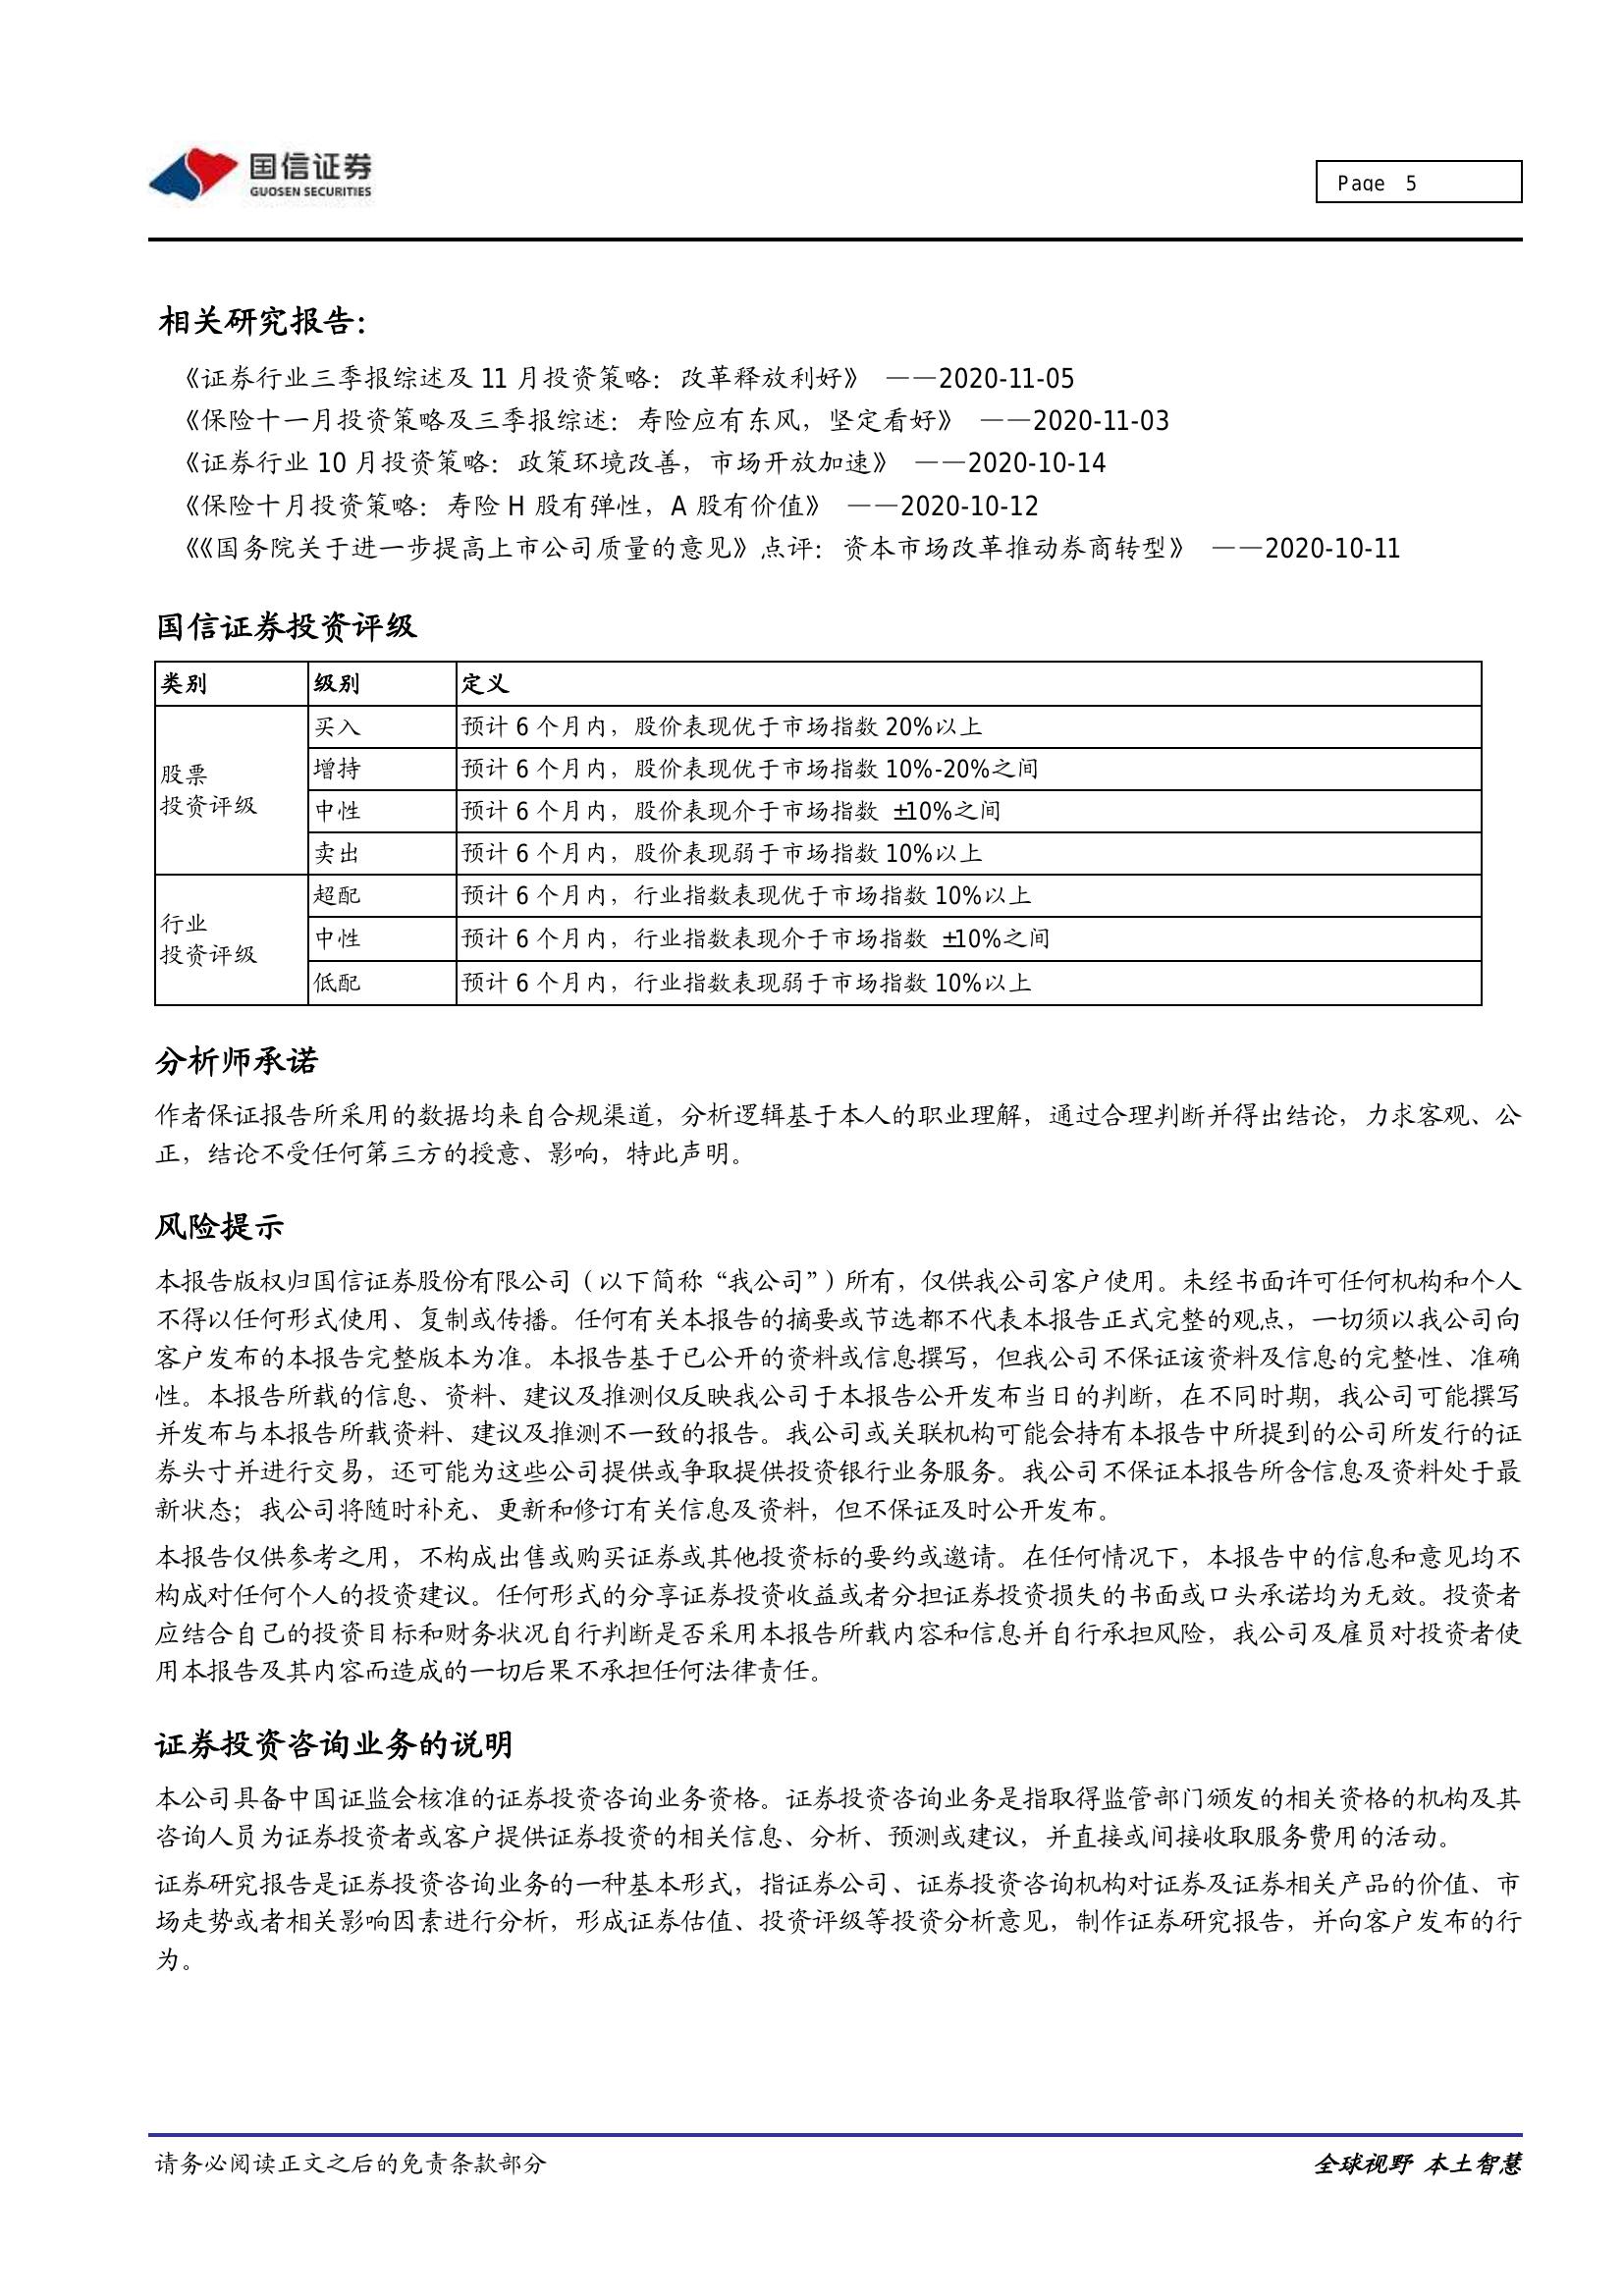 国信证券
GUOSEN SECURITIES
Page 5
相关研究报告：
《证券行业三季报综述及 11 月投资策略：改革释放利好》 ——2020-11-05
《保险十一月投资策略及三季报综述：寿险应有东风，坚定看好》 ——2020-11-03
《证券行业 10 月投资策略：政策环境改善，市场开放加速》 ——2020-10-14
《保险十月投资策略：寿险 H 股有弹性，A 股有价值》 ——2020-10-12
《《国务院关于进一步提高上市公司质量的意见》点评：资本市场改革推动券商转型》 ——2020-10-11
国信证券投资评级
类别 级别 定义
股票
投资评级
买入 预计 6 个月内，股价表现优于市场指数 20%以上
增持 预计 6 个月内，股价表现优于市场指数 10%-20%之间
中性 预计 6 个月内，股价表现介于市场指数 ±10%之间
卖出 预计 6 个月内，股价表现弱于市场指数 10%以上
行业
投资评级
超配 预计 6 个月内，行业指数表现优于市场指数 10%以上
中性 预计 6 个月内，行业指数表现介于市场指数 ±10%之间
低配 预计 6 个月内，行业指数表现弱于市场指数 10%以上
分析师承诺
作者保证报告所采用的数据均来自合规渠道，分析逻辑基于本人的职业理解，通过合理判断并得出结论，力求客观、公
正，结论不受任何第三方的授意、影响，特此声明。
风险提示
本报告版权归国信证券股份有限公司（以下简称“我公司”）所有，仅供我公司客户使用。未经书面许可任何机构和个人
不得以任何形式使用、复制或传播。任何有关本报告的摘要或节选都不代表本报告正式完整的观点，一切须以我公司向
客户发布的本报告完整版本为准。本报告基于已公开的资料或信息撰写，但我公司不保证该资料及信息的完整性、准确
性。本报告所载的信息、资料、建议及推测仅反映我公司于本报告公开发布当日的判断，在不同时期，我公司可能撰写
并发布与本报告所载资料、建议及推测不一致的报告。我公司或关联机构可能会持有本报告中所提到的公司所发行的证
券头寸并进行交易，还可能为这些公司提供或争取提供投资银行业务服务。我公司不保证本报告所含信息及资料处于最
新状态；我公司将随时补充、更新和修订有关信息及资料，但不保证及时公开发布。
本报告仅供参考之用，不构成出售或购买证券或其他投资标的要约或邀请。在任何情况下，本报告中的信息和意见均不
构成对任何个人的投资建议。任何形式的分享证券投资收益或者分担证券投资损失的书面或口头承诺均为无效。投资者
应结合自己的投资目标和财务状况自行判断是否采用本报告所载内容和信息并自行承担风险，我公司及雇员对投资者使
用本报告及其内容而造成的一切后果不承担任何法律责任。
证券投资咨询业务的说明
本公司具备中国证监会核准的证券投资咨询业务资格。证券投资咨询业务是指取得监管部门颁发的相关资格的机构及其
咨询人员为证券投资者或客户提供证券投资的相关信息、分析、预测或建议，并直接或间接收取服务费用的活动。
证券研究报告是证券投资咨询业务的一种基本形式，指证券公司、证券投资咨询机构对证券及证券相关产品的价值、市
场走势或者相关影响因素进行分析，形成证券估值、投资评级等投资分析意见，制作证券研究报告，并向客户发布的行
为。
请务必阅读正文之后的免责条款部分
全球视野 本土智慧